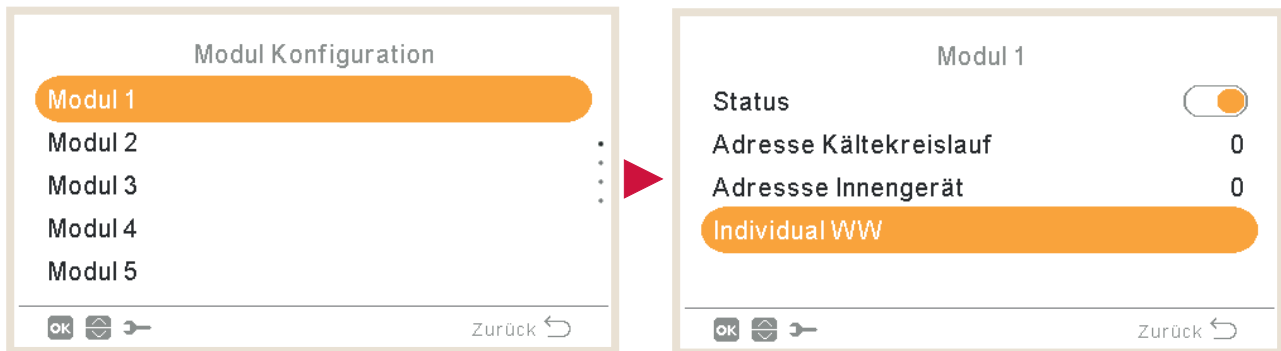 Modul Konfiguration
Modul 1
Modul 2
Modul 3
Modul 4
Modul 5
OK
Zurück
Modul 1
Status
Adresse Kältekreislauf 0
Adressse Innengerät 0
Individual WW
OK
Zurück